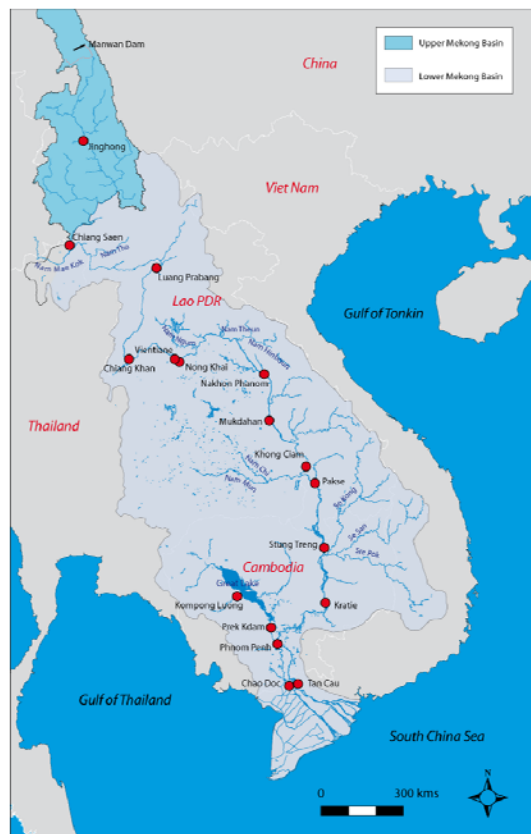 Manwan Dam
Upper Mekong Basin
China
Lower Mekong Basin
Jinghong
Viet Nam
Chiang Saen
Nam Tha
Nam Mae Kok
Luang Prabang
Lao PDR
Gulf of Tonkin
Nam Ngum
Nam Theun
Nam Hinboun
Vientiane
Chiang Khan
Nong Khai
Nakhon Phanom
Thailand
Mukdahan
Khong Ciam
Nam Chi
Nam Mun
Pakse
Se Kong
Se San
Stung Treng
Sre Pok
Cambodia
Great Lake
Kompong Luong
Kratie
Prek Kdam
Phnom Penh
Chao Doc
Tan Cau
Gulf of Thailand
South China Sea
N
0 300 kms